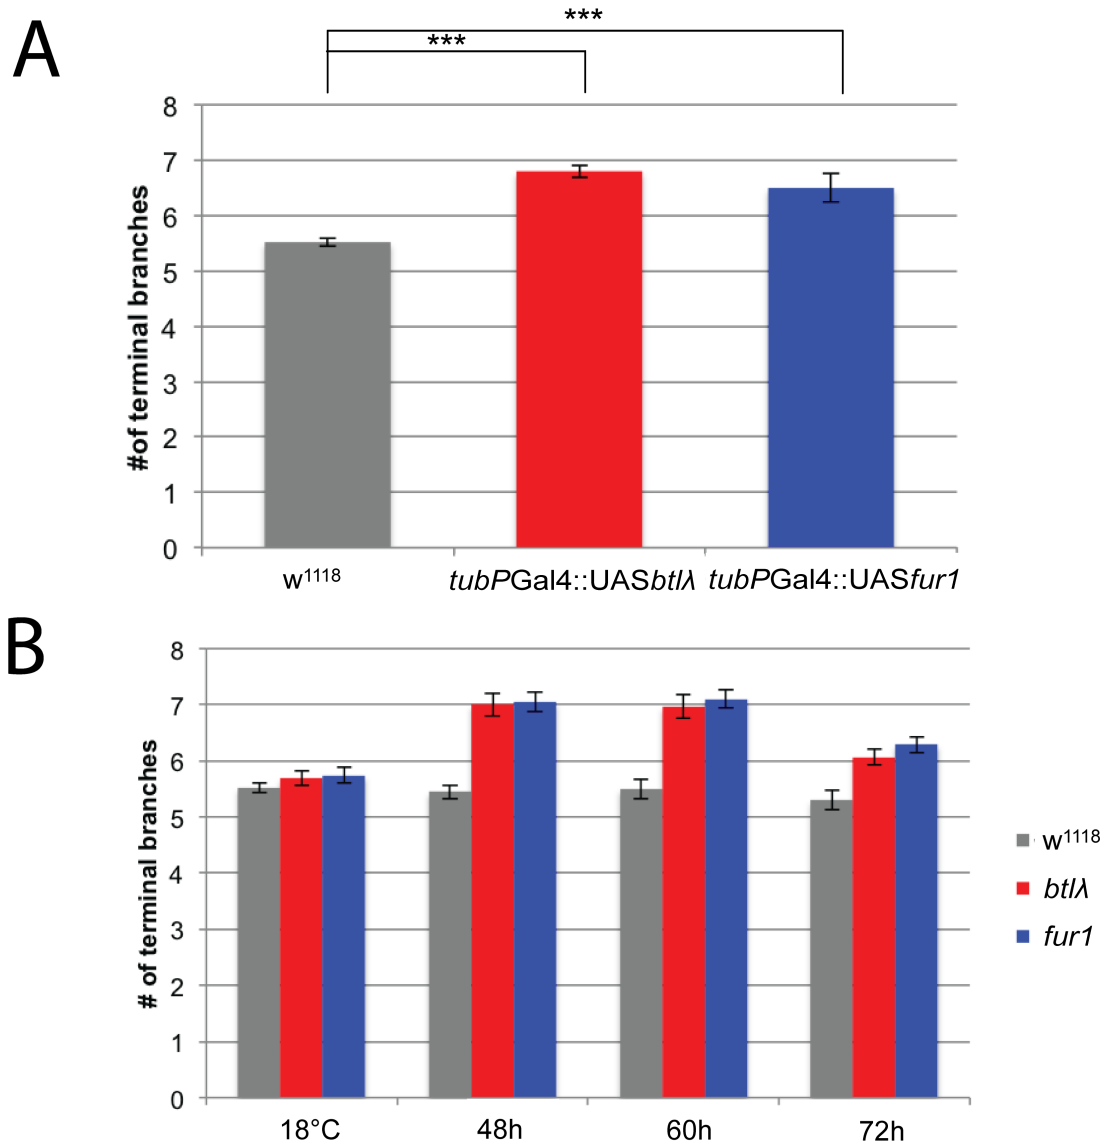 A
***
***
8
7
6
5
4
3
2
1
0
#of terminal branches
w¹¹¹⁸ tubPGal4::UASbtlλ tubPGal4::UASfur1
B
8
7
6
5
4
3
2
1
0
# of terminal branches
18°C 48h 60h 72h
w¹¹¹⁸
btlλ
fur1